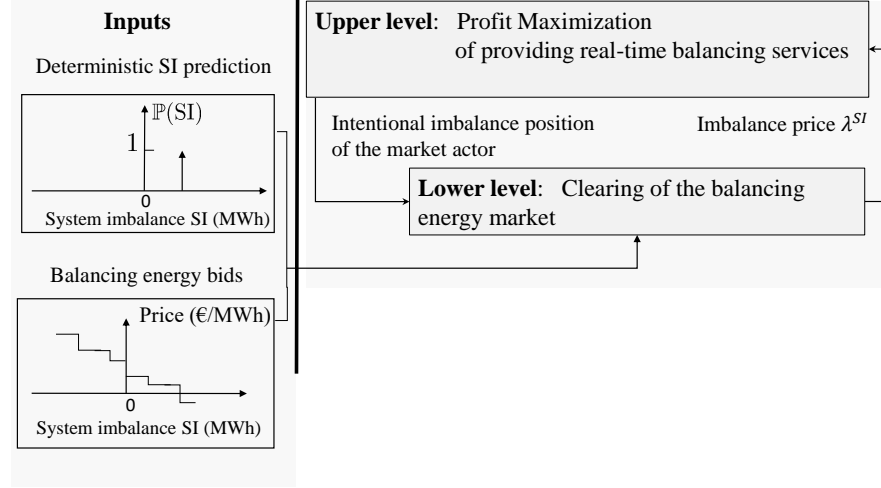 Inputs
Deterministic SI prediction
ℙ(SI)
1
0
System imbalance SI (MWh)
Balancing energy bids
Price (€/MWh)
0
System imbalance SI (MWh)
Upper level: Profit Maximization
of providing real-time balancing services
Intentional imbalance position
of the market actor
Imbalance price λ^SI
Lower level: Clearing of the balancing
energy market